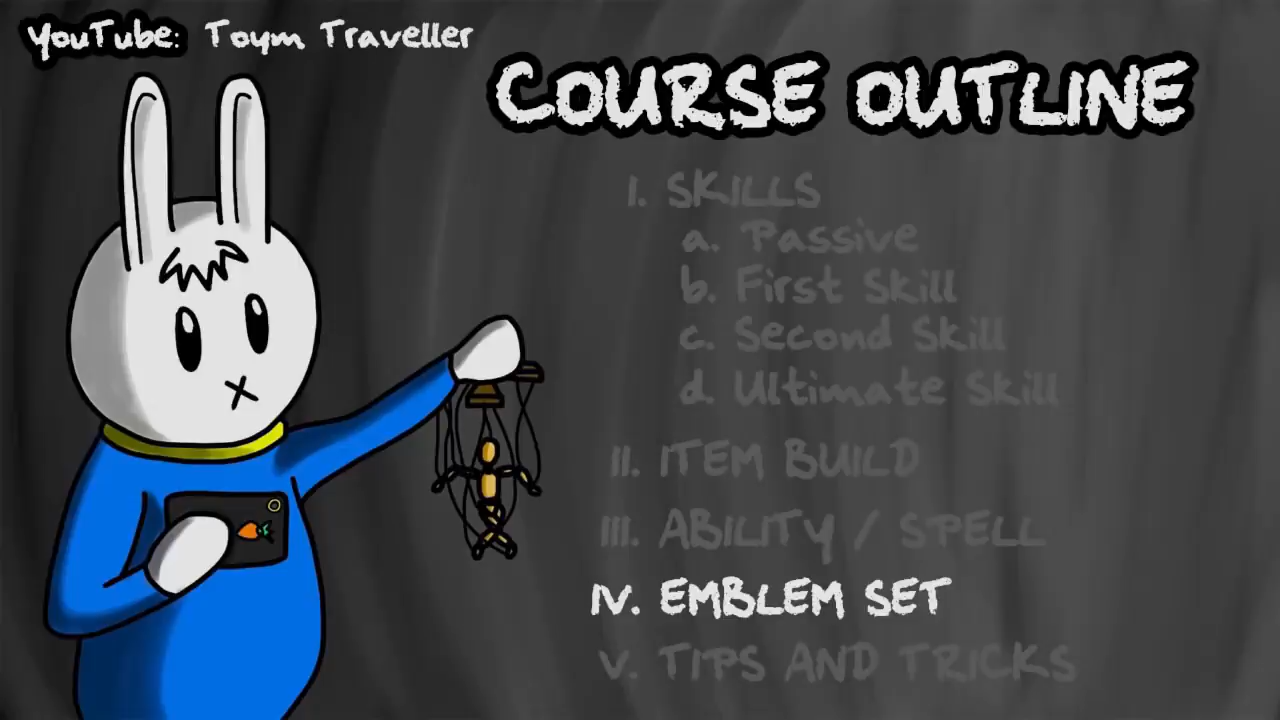 YouTube: Toym Traveller
COURSE OUTLINE
I. SKILLS
a. Passive
b. First Skill
c. Second Skill
d. Ultimate Skill
II. ITEM BUILD
III. ABILITY / SPELL
IV. EMBLEM SET
V. TIPS AND TRICKS